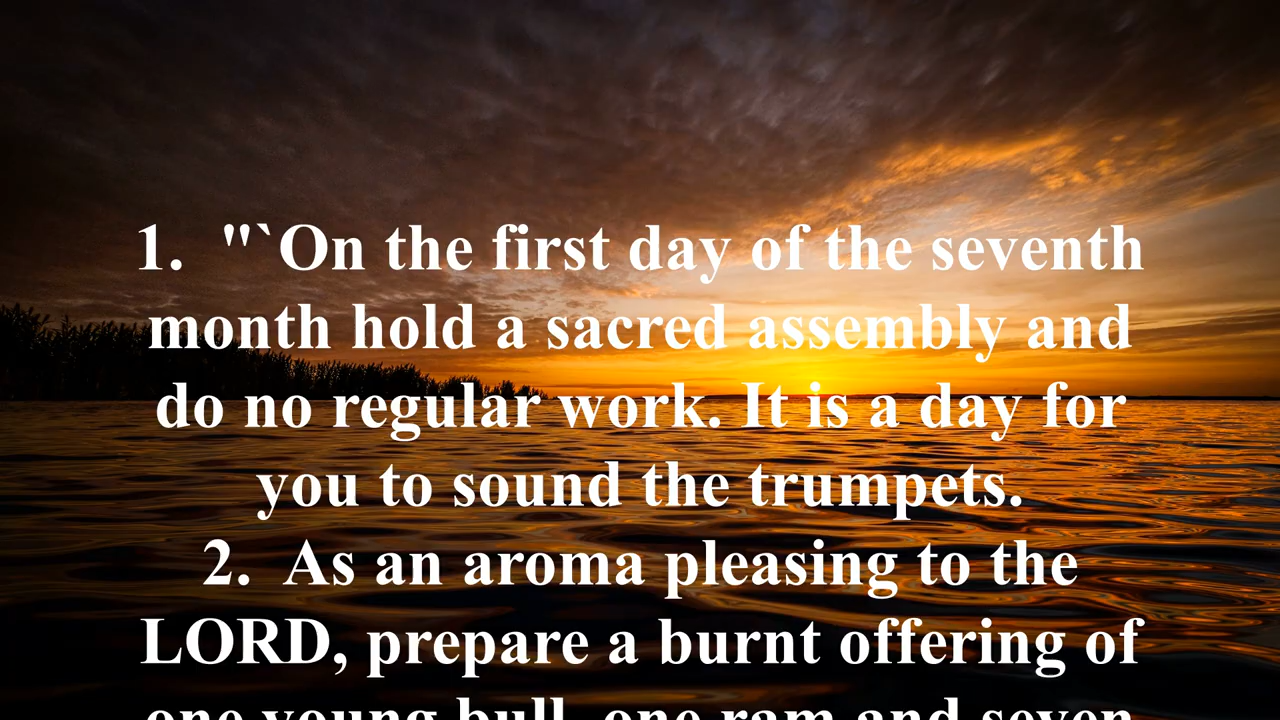 1.  "`On the first day of the seventh
month hold a sacred assembly and
do no regular work. It is a day for
you to sound the trumpets.
2.  As an aroma pleasing to the
LORD, prepare a burnt offering of
one young bull, one ram and seven